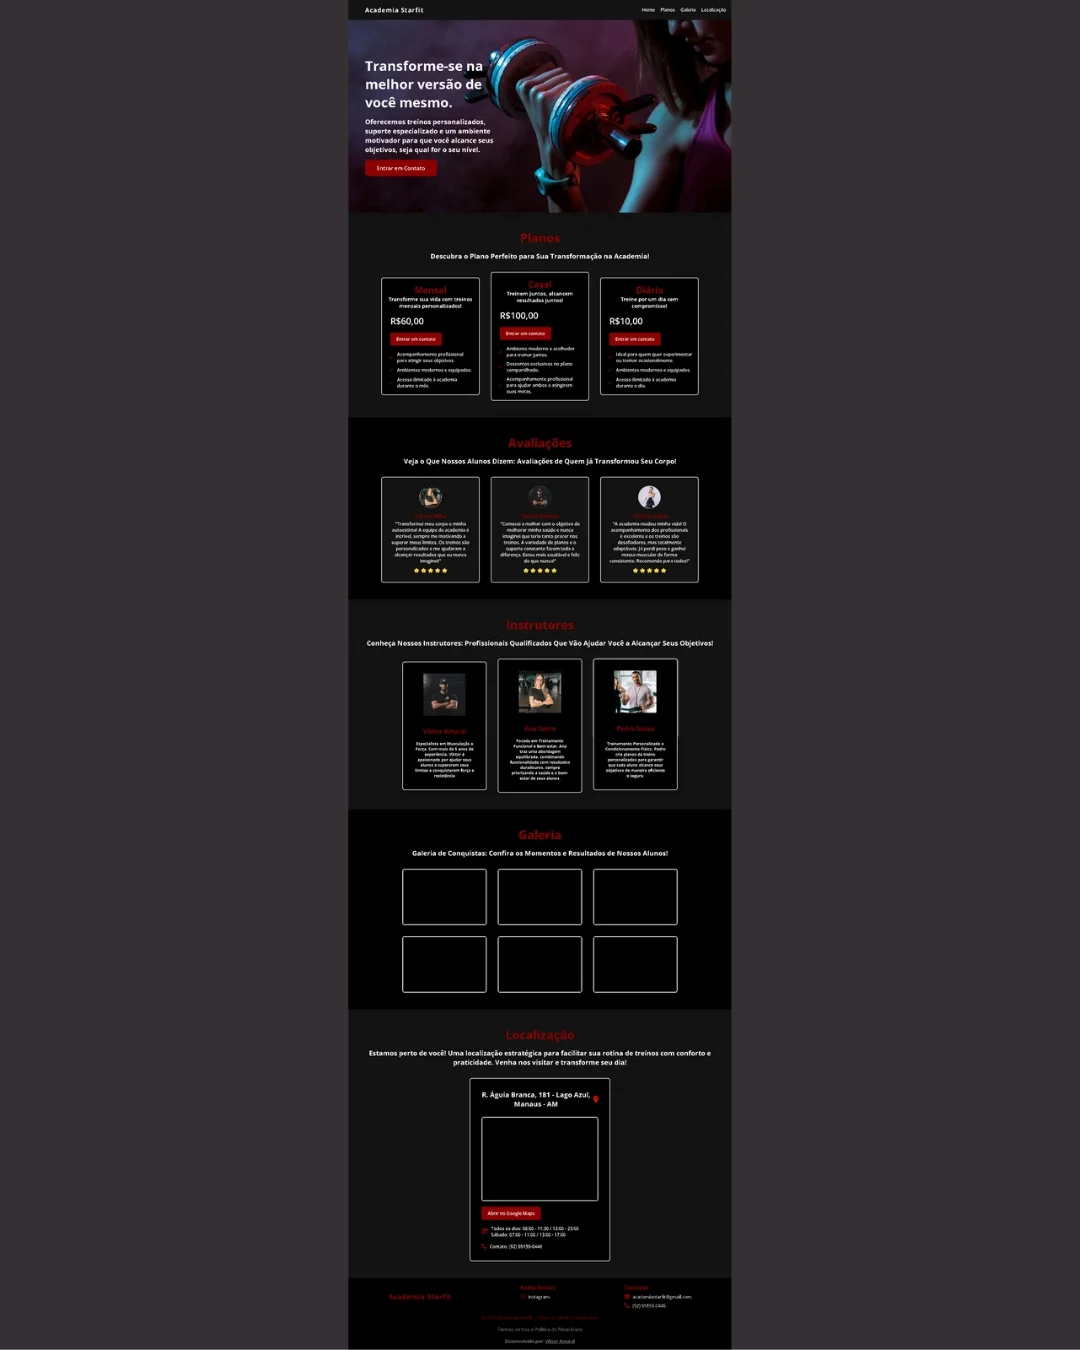 Academia Starfit
Home Planos Galeria Localização
Transforme-se na
melhor versão de
você mesmo.
Oferecemos treinos personalizados,
suporte especializado e um ambiente
motivador para que você alcance seus
objetivos, seja qual for o seu nível.
Entrar em Contato
Planos
Descubra o Plano Perfeito para Sua Transformação na Academia!
Mensal
Transforme sua vida com treinos
mensais personalizados!
R$60,00
Entrar em contato
Acompanhamento profissional
para atingir seus objetivos.
Ambientes modernos e equipados.
Acesso ilimitado à academia
durante o mês.
Casal
Treinem juntos, alcancem
resultados juntos!
R$100,00
Entrar em contato
Ambiente moderno e acolhedor
para treinar juntos.
Descontos exclusivos no plano
compartilhado.
Acompanhamento profissional
para ajudar ambos a atingirem
suas metas.
Diário
Treine por um dia sem
compromisso!
R$10,00
Entrar em contato
Ideal para quem quer experimentar
ou treinar ocasionalmente.
Ambientes modernos e equipados.
Acesso ilimitado à academia
durante o dia.
Avaliações
Veja o Que Nossos Alunos Dizem: Avaliações de Quem Já Transformou Seu Corpo!
"Transformei meu corpo e minha
autoestima! A equipe da academia é
incrível, sempre me motivando a
superar meus limites. Os treinos são
personalizados e me ajudaram a
alcançar resultados que eu nunca
imaginei!"
"Comecei a malhar com o objetivo de
melhorar minha saúde e nunca
imaginei que teria tanto prazer nos
treinos. A variedade de planos e o
suporte constante fazem toda a
diferença. Estou mais saudável e feliz
do que nunca!"
"A academia mudou minha vida! O
acompanhamento dos profissionais
é excelente e os treinos são
desafiadores, mas totalmente
adaptáveis. Já perdi peso e ganhei
massa muscular de forma
consistente. Recomendo para todos!"
Instrutores
Conheça Nossos Instrutores: Profissionais Qualificados Que Vão Ajudar Você a Alcançar Seus Objetivos!
Vitour Amaral
Especialista em Musculação e
Força. Com mais de 5 anos de
experiência, Vitour é
apaixonado por ajudar seus
alunos a superarem seus
limites e conquistarem força e
resistência
Ana Costa
Focada em Treinamento
Funcional e Bem-estar, Ana
traz uma abordagem
equilibrada, combinando
funcionalidade com resultados
duradouros, sempre
priorizando a saúde e o bem-
estar de seus alunos.
Pedro Souza
Treinamento Personalizado e
Condicionamento Físico. Pedro
cria planos de treino
personalizados para garantir
que cada aluno alcance seus
objetivos de maneira eficiente
e segura.
Galeria
Galeria de Conquistas: Confira os Momentos e Resultados de Nossos Alunos!
Localização
Estamos perto de você! Uma localização estratégica para facilitar sua rotina de treinos com conforto e
praticidade. Venha nos visitar e transforme seu dia!
R. Águia Branca, 181 - Lago Azul,
Manaus - AM
Abrir no Google Maps
Todos os dias: 06:00 - 11:30 / 13:00 - 23:00
Sábado: 07:00 - 11:00 / 13:00 - 17:00
Contato: (92) 99159-0446
Academia Starfit
Redes Sociais
Instagram
Contatos
academiastarfit@gmail.com
(92) 99159-0446
Termos de Uso e Política de Privacidade
Desenvolvido por: